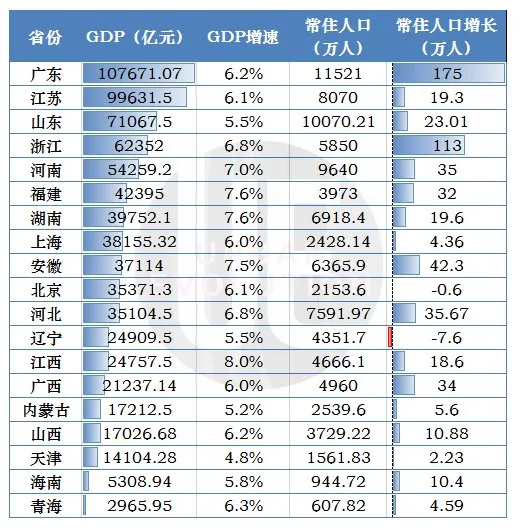 省份 GDP（亿元） GDP增速 常住人口（万人） 常住人口增长（万人）
广东 107671.07 6.2% 11521 175
江苏 99631.5 6.1% 8070 19.3
山东 71067.5 5.5% 10070.21 23.01
浙江 62352 6.8% 5850 113
河南 54259.2 7.0% 9640 35
福建 42395 7.6% 3973 32
湖南 39752.1 7.6% 6918.4 19.6
上海 38155.32 6.0% 2428.14 4.36
安徽 37114 7.5% 6365.9 42.3
北京 35371.3 6.1% 2153.6 -0.6
河北 35104.5 6.8% 7591.97 35.67
辽宁 24909.5 5.5% 4351.7 -7.6
江西 24757.5 8.0% 4666.1 18.6
广西 21237.14 6.0% 4960 34
内蒙古 17212.5 5.2% 2539.6 5.6
山西 17026.68 6.2% 3729.22 10.88
天津 14104.28 4.8% 1561.83 2.23
海南 5308.94 5.8% 944.72 10.4
青海 2965.95 6.3% 607.82 4.59